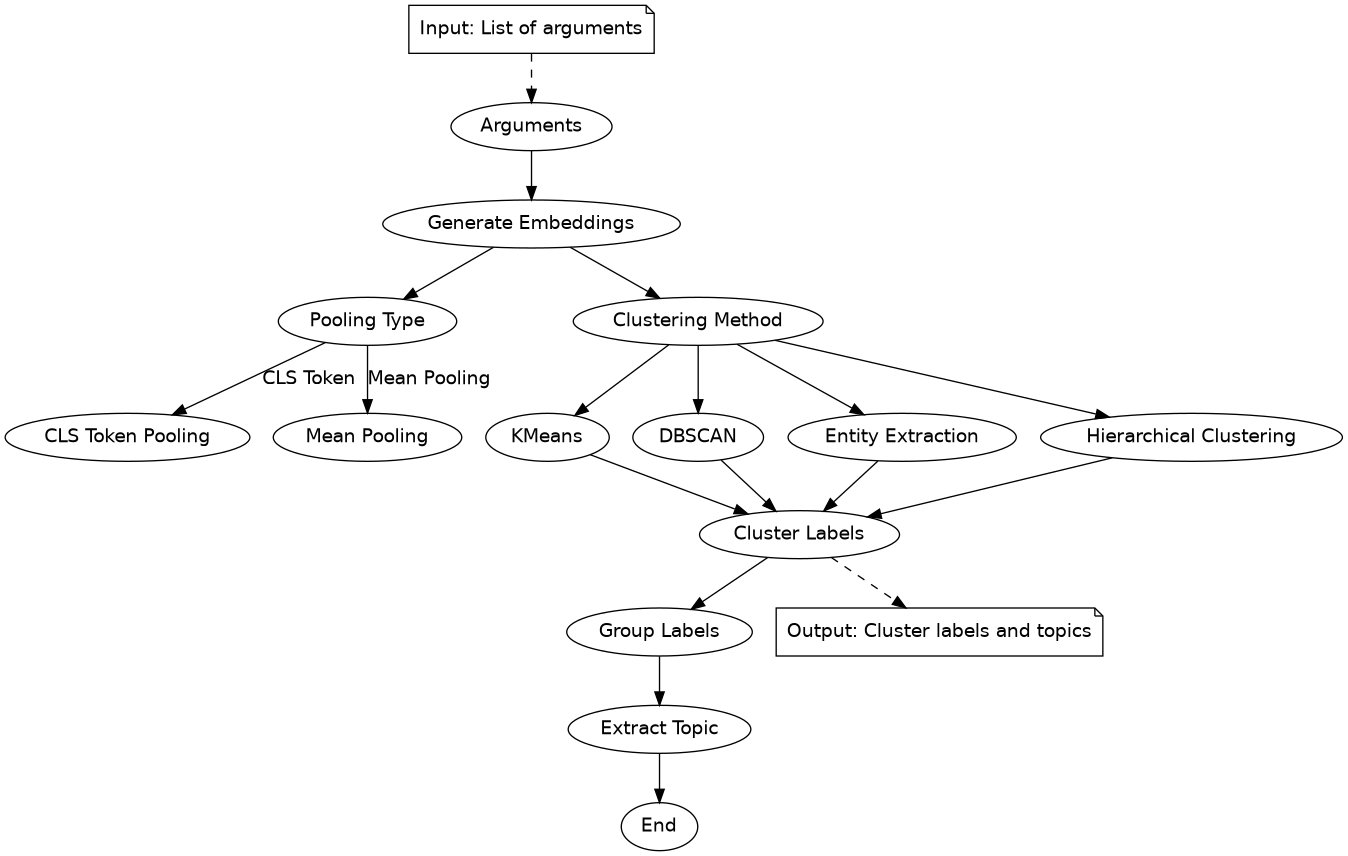 Input: List of arguments
Arguments
Generate Embeddings
Pooling Type
Clustering Method
CLS Token
Mean Pooling
CLS Token Pooling
Mean Pooling
KMeans
DBSCAN
Entity Extraction
Hierarchical Clustering
Cluster Labels
Group Labels
Output: Cluster labels and topics
Extract Topic
End